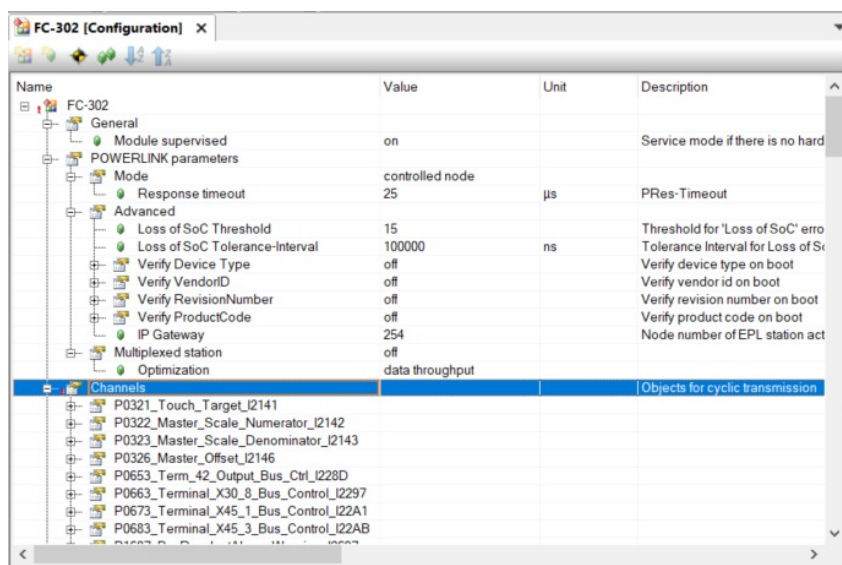 FC-302 [Configuration] X
Name Value Unit Description
FC-302
General
Module supervised on Service mode if there is no hard
POWERLINK parameters
Mode controlled node
Response timeout 25 µs PRes-Timeout
Advanced
Loss of SoC Threshold 15 Threshold for 'Loss of SoC' erro
Loss of SoC Tolerance-Interval 100000 ns Tolerance Interval for Loss of So
Verify Device Type off Verify device type on boot
Verify VendorID off Verify vendor id on boot
Verify RevisionNumber off Verify revision number on boot
Verify ProductCode off Verify product code on boot
IP Gateway 254 Node number of EPL station act
Multiplexed station off
Optimization data throughput
Channels Objects for cyclic transmission
P0321_Touch_Target_I2141
P0322_Master_Scale_Numerator_I2142
P0323_Master_Scale_Denominator_I2143
P0326_Master_Offset_I2146
P0653_Term_42_Output_Bus_Ctrl_I228D
P0663_Terminal_X30_8_Bus_Control_I2297
P0673_Terminal_X45_1_Bus_Control_I22A1
P0683_Terminal_X45_3_Bus_Control_I22AB